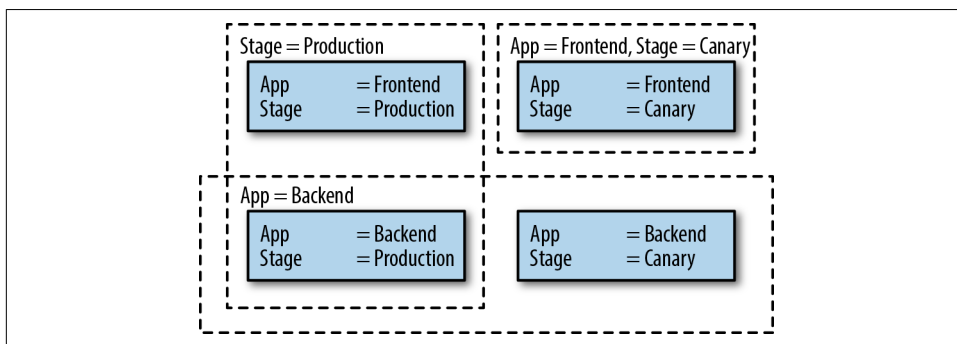 Stage = Production
App = Frontend, Stage = Canary
App = Frontend
Stage = Production
App = Frontend
Stage = Canary
App = Backend
App = Backend
Stage = Production
App = Backend
Stage = Canary